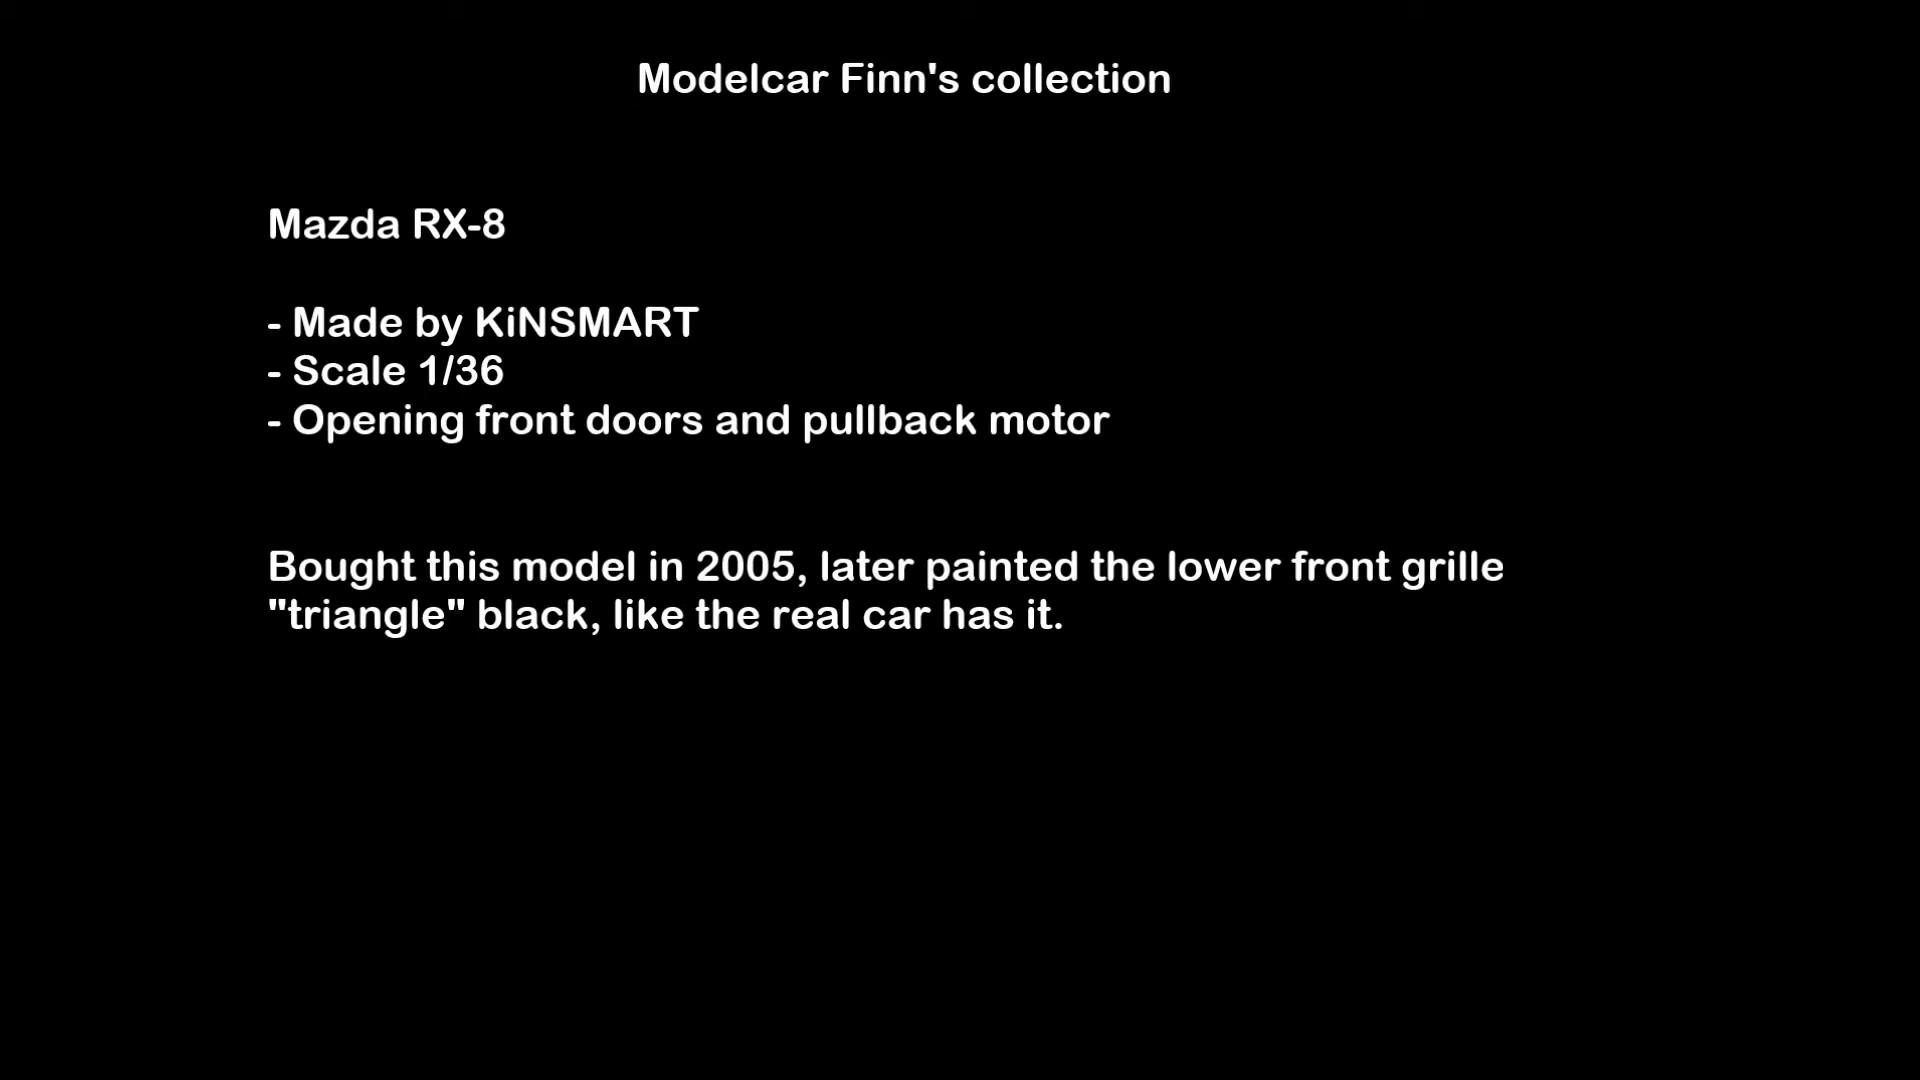 Modelcar Finn's collection
Mazda RX-8
- Made by KiNSMART
- Scale 1/36
- Opening front doors and pullback motor
Bought this model in 2005, later painted the lower front grille
"triangle" black, like the real car has it.